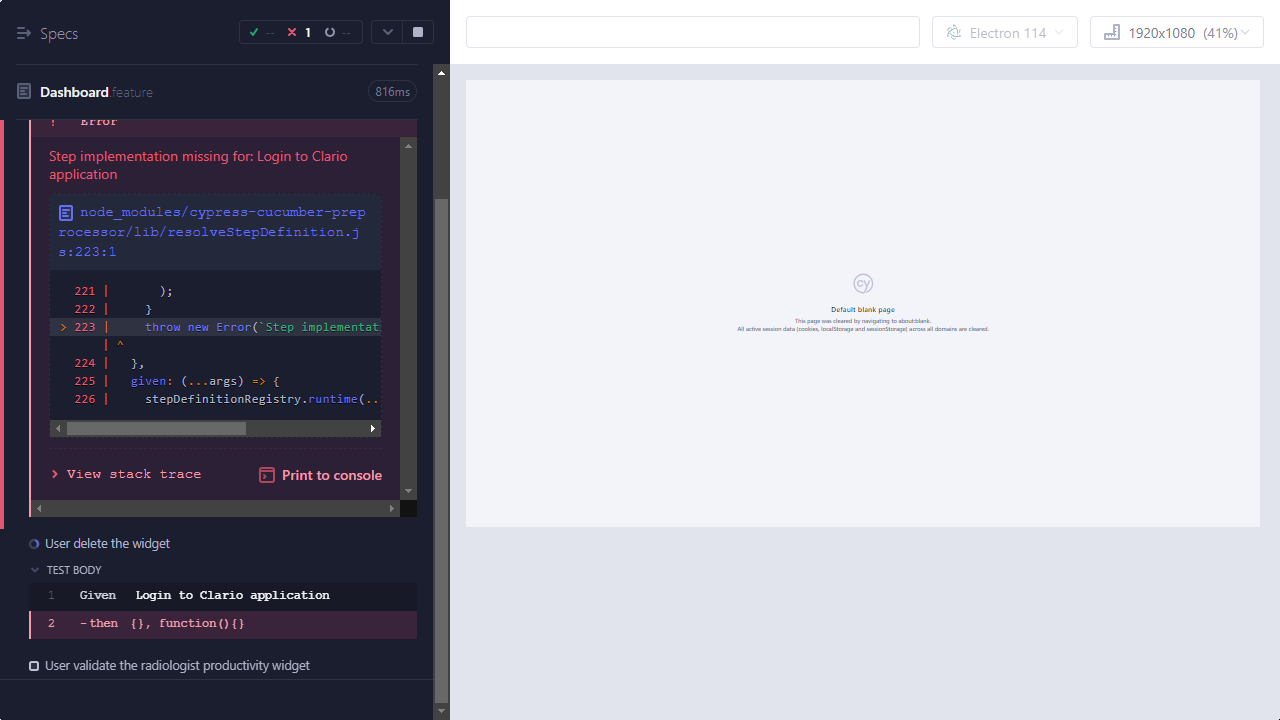 Specs
-- 1 --
Electron 114
1920x1080 (41%)
Dashboard.feature
816ms
! Error
Step implementation missing for: Login to Clario
application
node_modules/cypress-cucumber-prep
rocessor/lib/resolveStepDefinition.j
s:223:1
221 | );
222 | }
> 223 | throw new Error(`Step implementat
| ^
224 | },
225 | given: (...args) => {
226 | stepDefinitionRegistry.runtime(..
> View stack trace
Print to console
User delete the widget
TEST BODY
1 Given Login to Clario application
2 -then {}, function(){}
User validate the radiologist productivity widget
cy
Default blank page
This page was cleared by navigating to about:blank.
All active session data (cookies, localStorage and sessionStorage) across all domains are cleared.